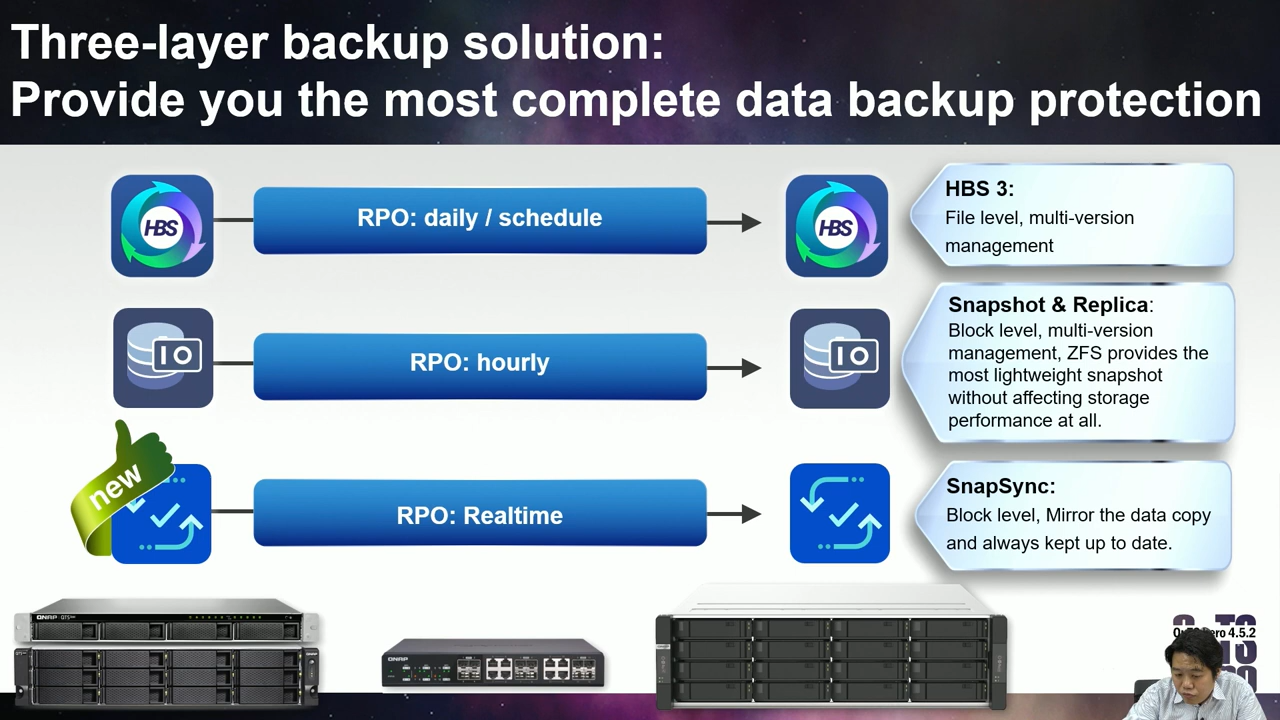 Three-layer backup solution:
Provide you the most complete data backup protection
HBS
RPO: daily / schedule
HBS
HBS 3:
File level, multi-version
management
RPO: hourly
Snapshot & Replica:
Block level, multi-version
management, ZFS provides the
most lightweight snapshot
without affecting storage
performance at all.
new
RPO: Realtime
SnapSync:
Block level, Mirror the data copy
and always kept up to date.
QNAP
QNAP
QNAP
4.5.2